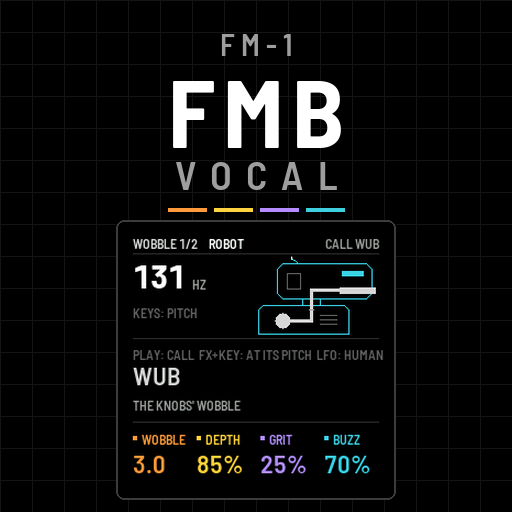 FM-1
FMB
VOCAL
WOBBLE 1/2 ROBOT CALL WUB
131 HZ
KEYS: PITCH
PLAY: CALL FX+KEY: AT ITS PITCH LFO: HUMAN
WUB
THE KNOBS' WOBBLE
WOBBLE DEPTH GRIT BUZZ
3.0 85% 25% 70%